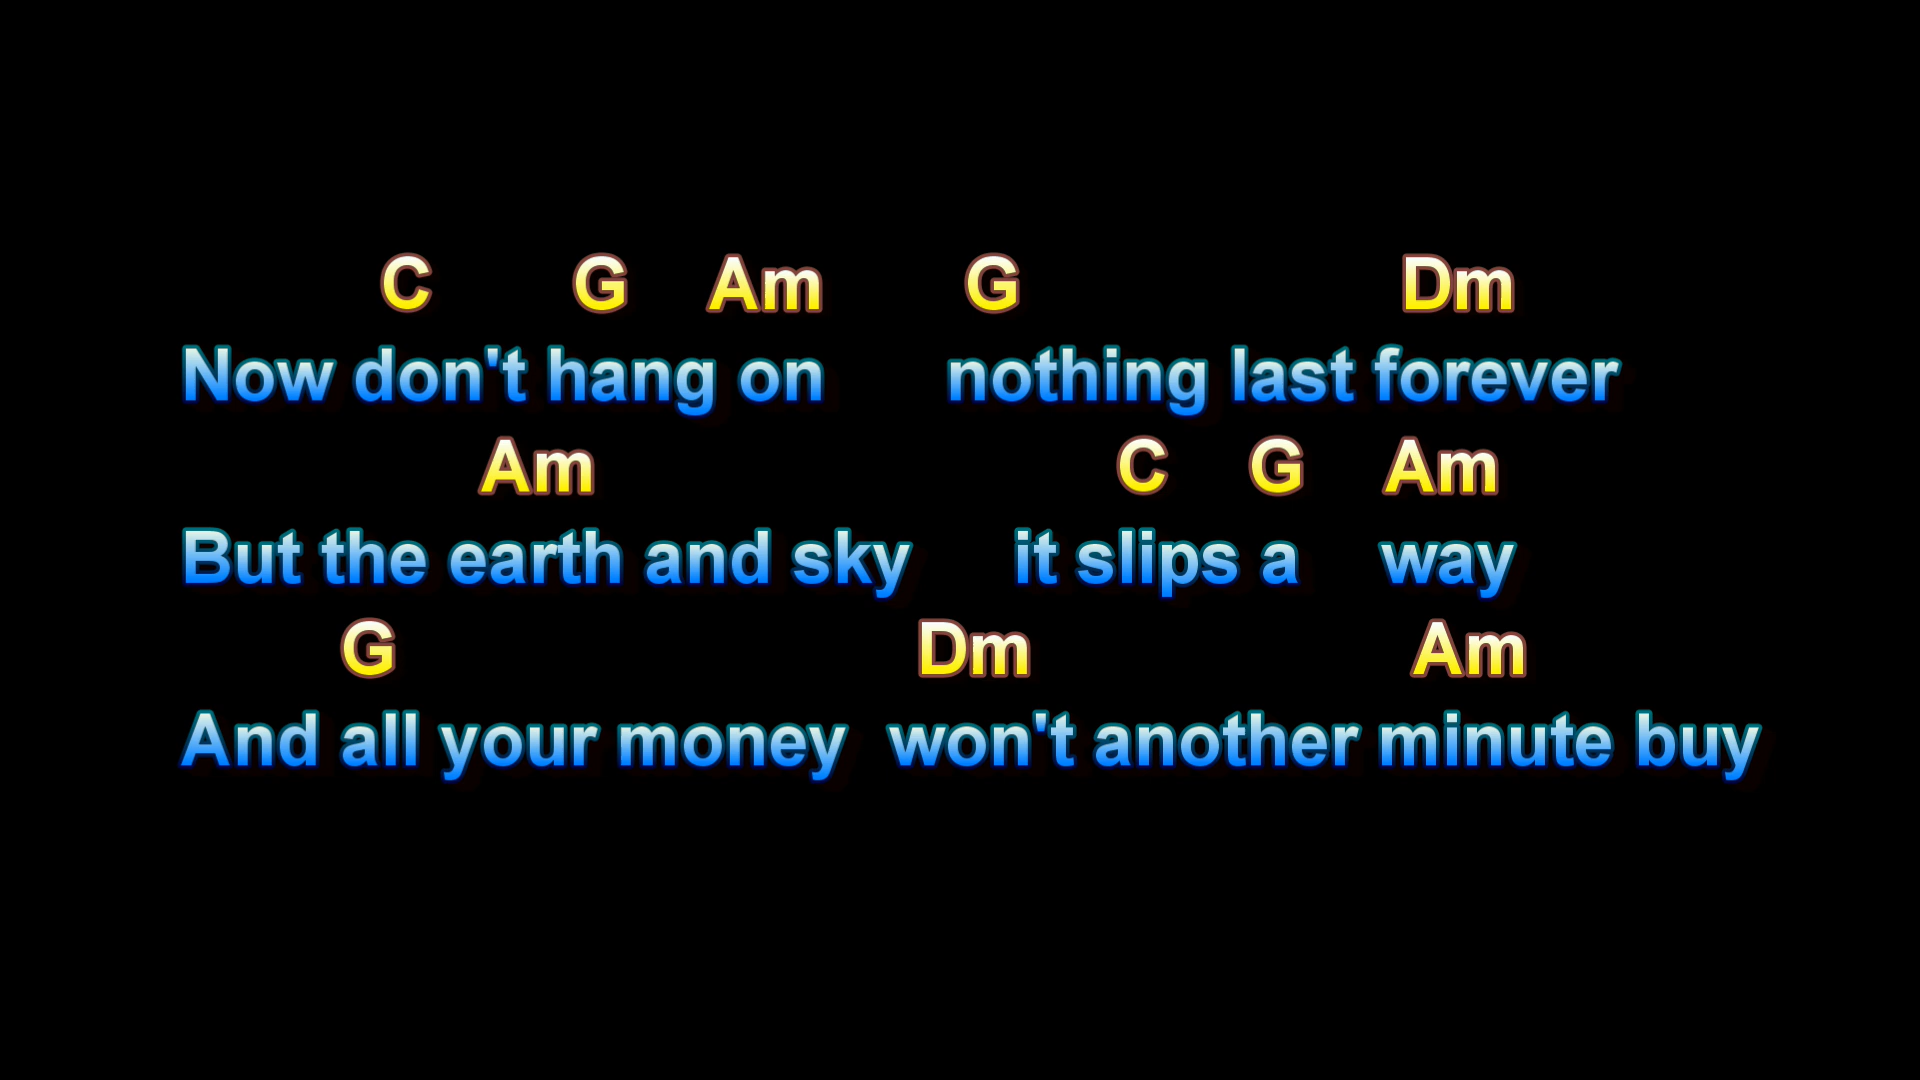 C G Am G Dm
Now don't hang on nothing last forever
Am C G Am
But the earth and sky it slips a way
G Dm Am
And all your money won't another minute buy